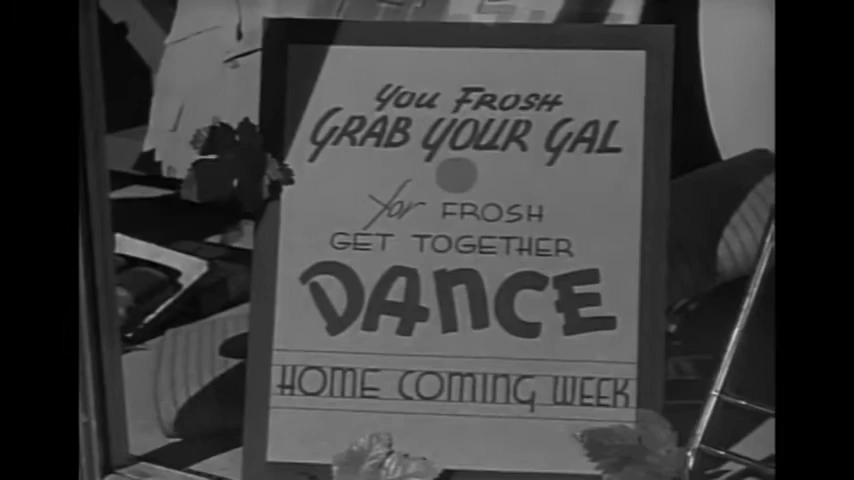 You Frosh
GRAB YOUR GAL
for FROSH
GET TOGETHER
DANCE
HOME COMING WEEK